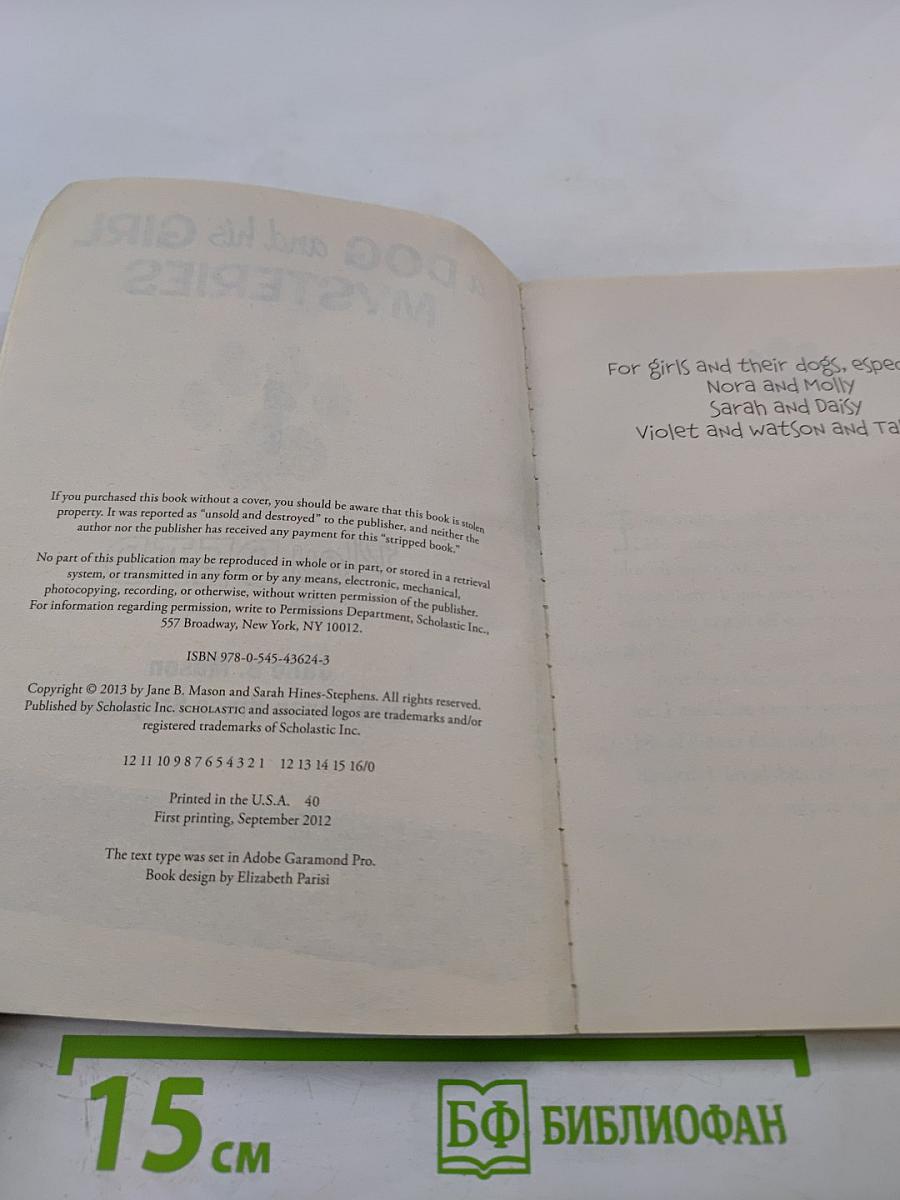 a DOG and his GIRL
MYSTERIES
If you purchased this book without a cover, you should be aware that this book is stolen
property. It was reported as “unsold and destroyed” to the publisher, and neither the
author nor the publisher has received any payment for this “stripped book.”
No part of this publication may be reproduced in whole or in part, or stored in a retrieval
system, or transmitted in any form or by any means, electronic, mechanical,
photocopying, recording, or otherwise, without written permission of the publisher.
For information regarding permission, write to Permissions Department, Scholastic Inc.,
557 Broadway, New York, NY 10012.
ISBN 978-0-545-43624-3
Copyright © 2013 by Jane B. Mason and Sarah Hines-Stephens. All rights reserved.
Published by Scholastic Inc. SCHOLASTIC and associated logos are trademarks and/or
registered trademarks of Scholastic Inc.
12 11 10 9 8 7 6 5 4 3 2 1 12 13 14 15 16/0
Printed in the U.S.A. 40
First printing, September 2012
The text type was set in Adobe Garamond Pro.
Book design by Elizabeth Parisi
For girls and their dogs,
Nora and Molly
Sarah and Daisy
Violet and Watson and
15 см
БФ БИБЛИОФАН